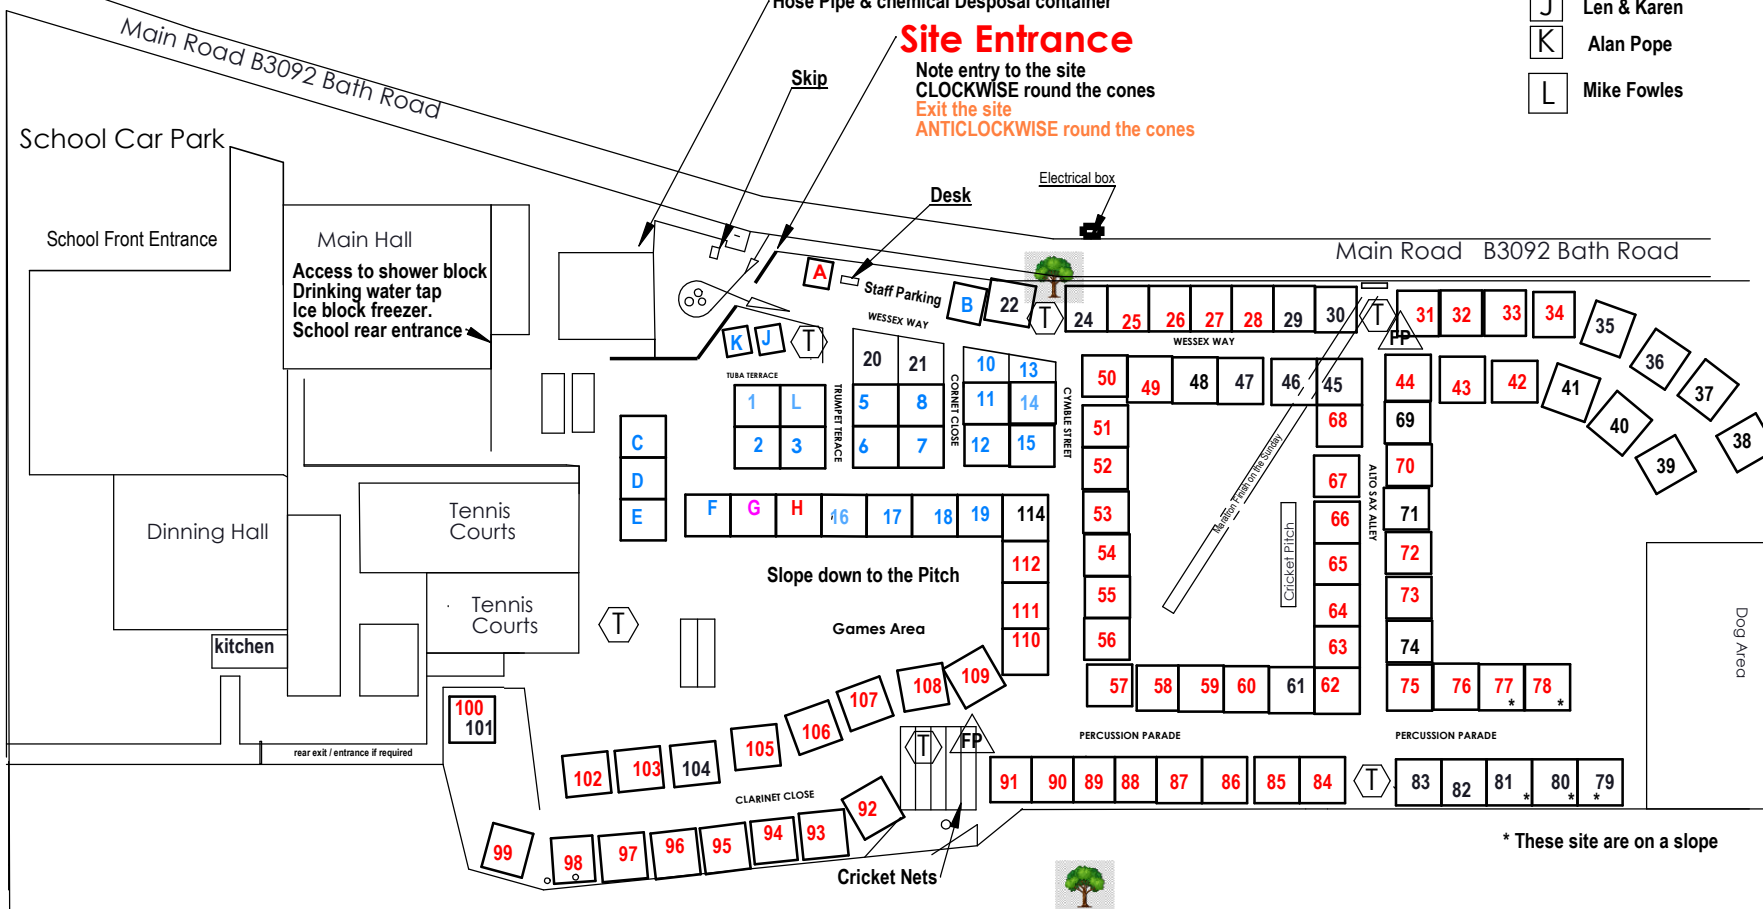 Hose Pipe & chemical Desposal container
Site Entrance
Note entry to the site
CLOCKWISE round the cones
Exit the site
ANTICLOCKWISE round the cones
J Len & Karen
K Alan Pope
L Mike Fowles
Main Road B3092 Bath Road
Skip
School Car Park
Electrical box
Desk
School Front Entrance
Main Hall
Access to shower block
Drinking water tap
Ice block freezer.
School rear entrance
Main Road B3092 Bath Road
A
Staff Parking
B 22
WESSEX WAY
T 24 25 26 27 28 29 30 T
FP
31 32 33 34 35 36 37 38
WESSEX WAY
K J T
20 21
10 13
TUBA TERRACE
1 L
2 3
TRUMPET TERACE
5 8
6 7
CORNET CLOSE
11 14
12 15
CYMBLE STREET
50 49 48 47 46 45
44 43 42 41 40 39
51
52
53
54
55
56
68
67
66
65
64
63
ALTO SAX ALLEY
69
70
71
72
73
74
Marathon Finish on the Sunday
Cricket Pitch
C
D
E
F G H 16 17 18 19 114
112
111
110
Slope down to the Pitch
Games Area
Tennis
Courts
Tennis
Courts
Dinning Hall
kitchen
T
Dog Area
57 58 59 60 61 62
75 76 77 * 78 *
100
101
102 103 104 105 106 107 108 109
T
FP
PERCUSSION PARADE
PERCUSSION PARADE
rear exit / entrance if required
CLARINET CLOSE
91 90 89 88 87 86 85 84 T 83 82 81 * 80 * 79 *
99 98 97 96 95 94 93 92
Cricket Nets
* These site are on a slope